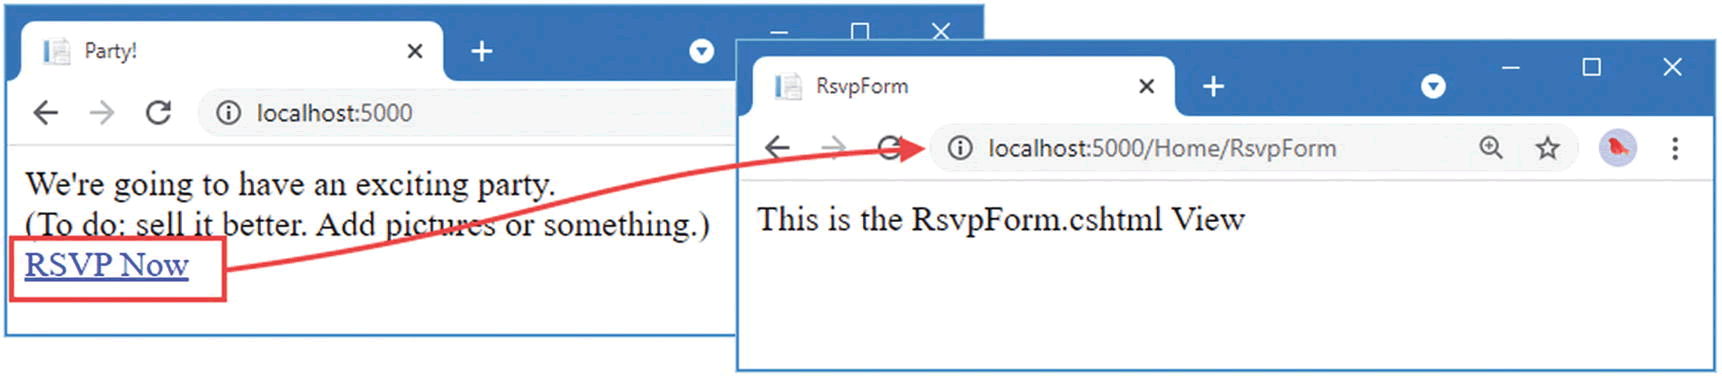 Party!
localhost:5000
We're going to have an exciting party.
(To do: sell it better. Add pictures or something.)
RSVP Now
RsvpForm
localhost:5000/Home/RsvpForm
This is the RsvpForm.cshtml View